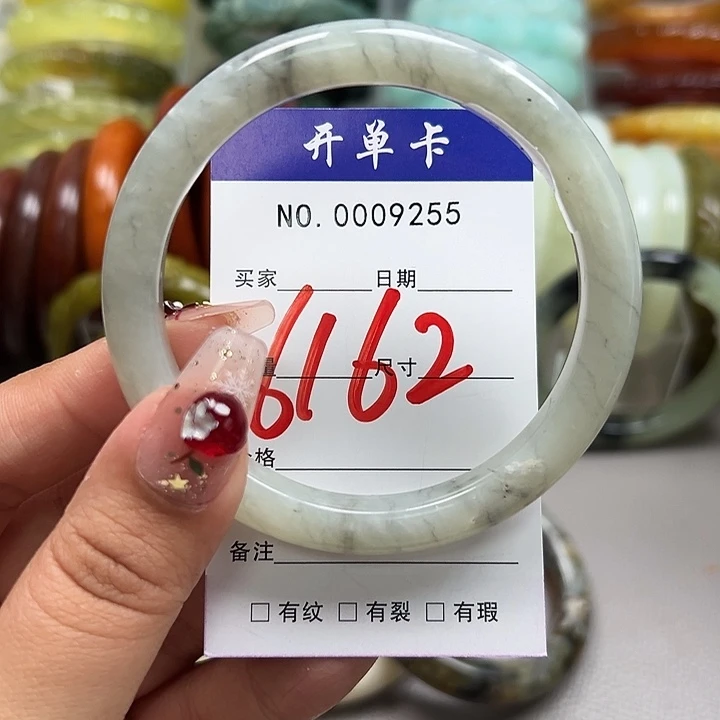 开单卡
NO. 0009255
买家 日期
量 尺寸
6162
格
备注
□ 有纹 □ 有裂 □ 有瑕